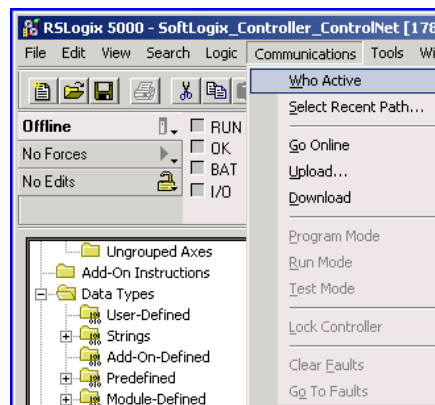 RSLogix 5000 - SoftLogix_Controller_ControlNet [178
File Edit View Search Logic Communications Tools Wi
Who Active
Select Recent Path...
Go Online
Upload...
Download
Program Mode
Run Mode
Test Mode
Lock Controller
Clear Faults
Go To Faults
Offline
RUN
No Forces
OK
No Edits
BAT
I/O
Ungrouped Axes
Add-On Instructions
Data Types
User-Defined
Strings
Add-On-Defined
Predefined
Module-Defined